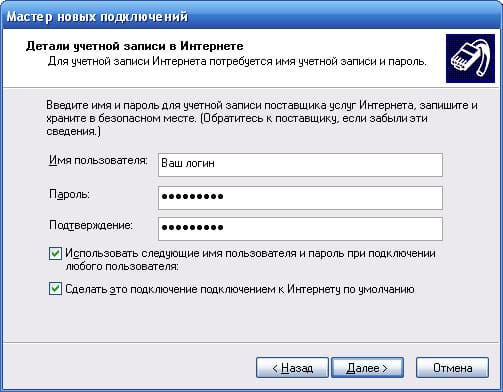 Мастер новых подключений
Детали учетной записи в Интернете
Для учетной записи Интернета потребуется имя учетной записи и пароль.
Введите имя и пароль для учетной записи поставщика услуг Интернета, запишите и
храните в безопасном месте. (Обратитесь к поставщику, если забыли эти
сведения.)
Имя пользователя:
Ваш логин
Пароль:
•••••••••
Подтверждение:
•••••••••
Использовать следующие имя пользователя и пароль при подключении
любого пользователя:
Сделать это подключение подключением к Интернету по умолчанию
< Назад
Далее >
Отмена